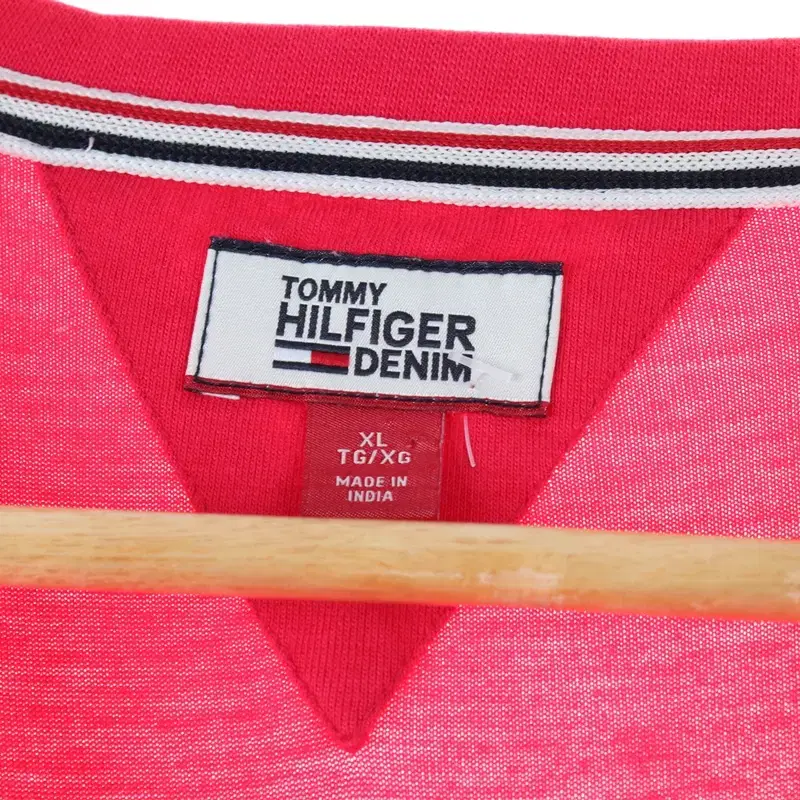 TOMMY
HILFIGER
DENIM
XL
TG/XG
MADE IN
INDIA